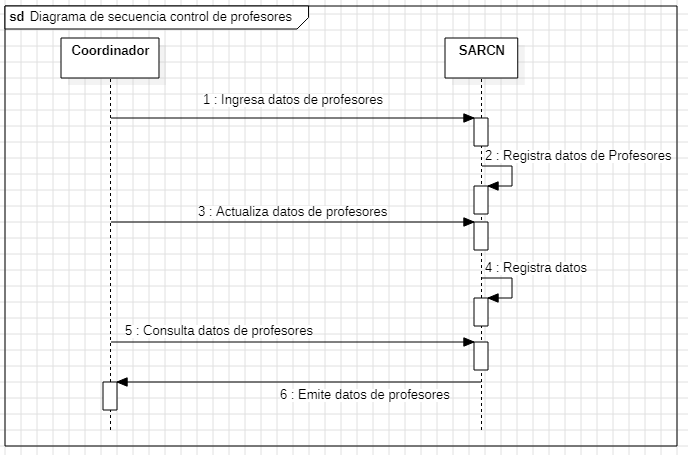 sd Diagrama de secuencia control de profesores
Coordinador
SARCN
1 : Ingresa datos de profesores
2 : Registra datos de Profesores
3 : Actualiza datos de profesores
4 : Registra datos
5 : Consulta datos de profesores
6 : Emite datos de profesores